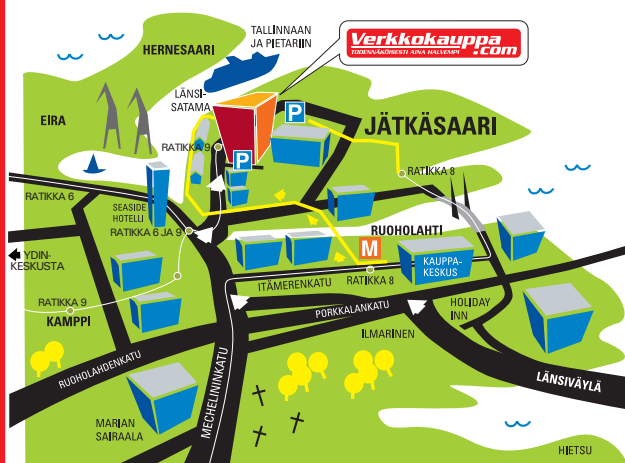 TALLINNAAN
JA PIETARIIN
Verkkokauppa
.com
TODENNÄKÖISESTI AINA HALVEMPI
HERNESAARI
LÄNSI-
SATAMA
P
EIRA
JÄTKÄSAARI
RATIKKA 9
P
RATIKKA 8
RATIKKA 6
SEASIDE
HOTELLI
RATIKKA 6 JA 9
RUOHOLAHTI
M
YDIN-
KESKUSTA
KAUPPA-
KESKUS
ITÄMERENKATU
RATIKKA 8
RATIKKA 9
KAMPPI
PORKKALANKATU
HOLIDAY
INN
ILMARINEN
RUOHOLAHDENKATU
MECHELININKATU
LÄNSIVÄYLÄ
MARIAN
SAIRAALA
HIETSU